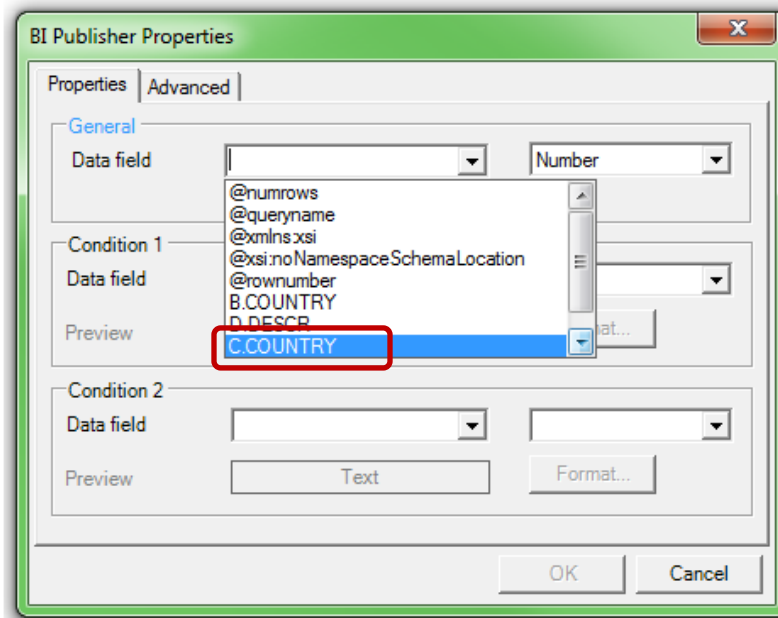 BI Publisher Properties
x
Properties Advanced
General
Data field Number
@numrows
@queryname
@xmlns:xsi
@xsi:noNamespaceSchemaLocation
@rownumber
B.COUNTRY
D.DESCR
C.COUNTRY
Condition 1
Data field
Preview
Condition 2
Data field
Preview Text Format...
OK Cancel